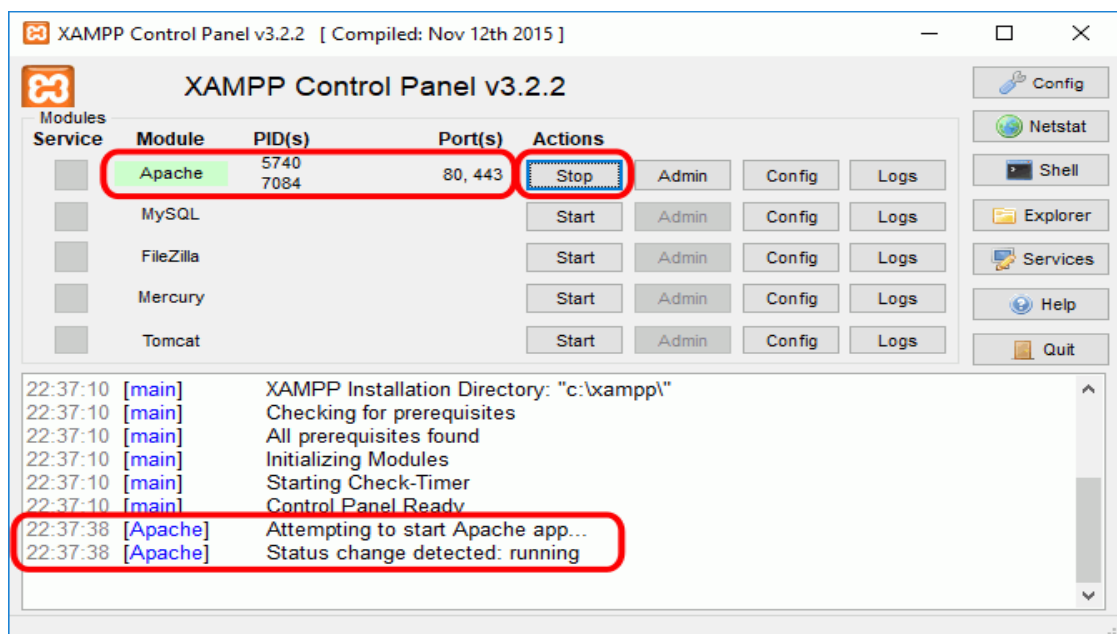 XAMPP Control Panel v3.2.2 [ Compiled: Nov 12th 2015 ]
XAMPP Control Panel v3.2.2
Config
Modules
Netstat
Service Module PID(s) Port(s) Actions
Apache 5740 7084 80, 443 Stop Admin Config Logs
Shell
MySQL Start Admin Config Logs
Explorer
FileZilla Start Admin Config Logs
Services
Mercury Start Admin Config Logs
Help
Tomcat Start Admin Config Logs
Quit
22:37:10 [main] XAMPP Installation Directory: "c:\xampp\"
22:37:10 [main] Checking for prerequisites
22:37:10 [main] All prerequisites found
22:37:10 [main] Initializing Modules
22:37:10 [main] Starting Check-Timer
22:37:10 [main] Control Panel Ready
22:37:38 [Apache] Attempting to start Apache app...
22:37:38 [Apache] Status change detected: running